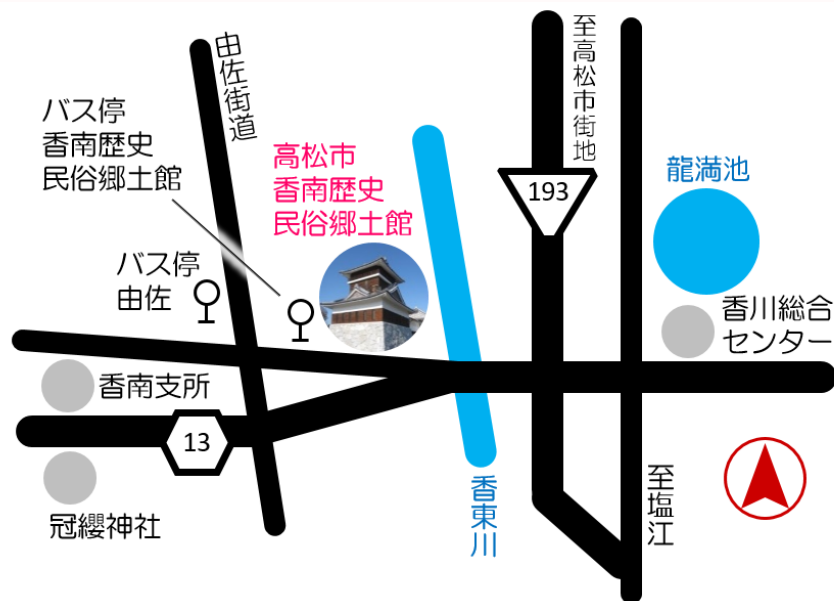 由佐街道
至高松市街地
バス停
香南歴史
民俗郷土館
高松市
香南歴史
民俗郷土館
193
龍満池
バス停
由佐
香川総合
センター
香南支所
13
冠纓神社
香東川
至塩江